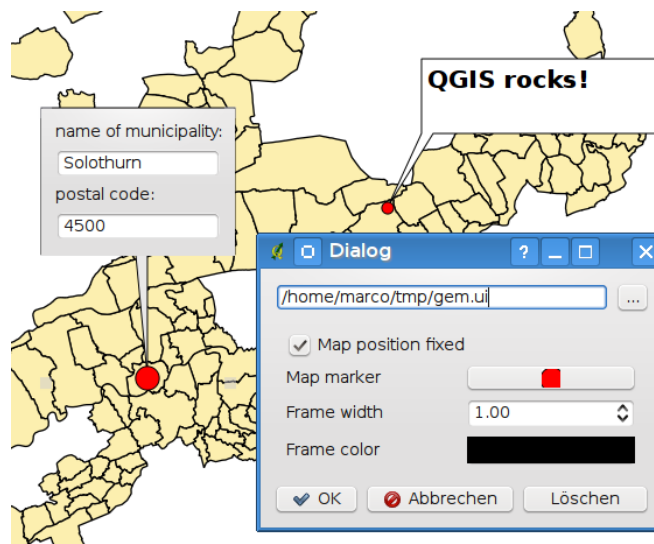 QGIS rocks!
name of municipality:
Solothurn
postal code:
4500
Dialog
?
/home/marco/tmp/gem.ui
...
Map position fixed
Map marker
Frame width
1.00
Frame color
OK
Abbrechen
Löschen